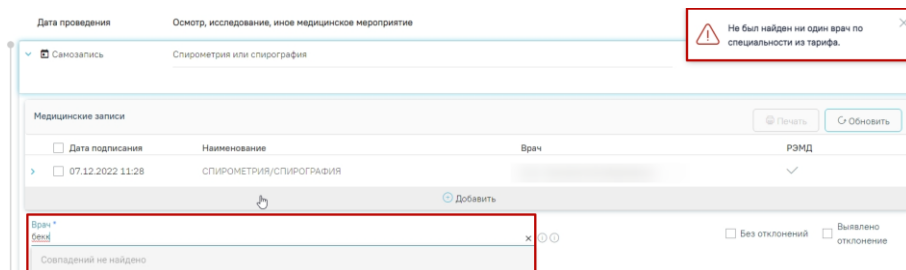 Дата проведения
Осмотр, исследование, иное медицинское мероприятие
Не был найден ни один врач по
специальности из тарифа.
Самозапись
Спирометрия или спирография
Медицинские записи
Печать
Обновить
Дата подписания
Наименование
Врач
РЭМД
07.12.2022 11:28
СПИРОМЕТРИЯ/СПИРОГРАФИЯ
Добавить
Врач *
бекк
Без отклонений
Выявлено
отклонение
Совпадений не найдено